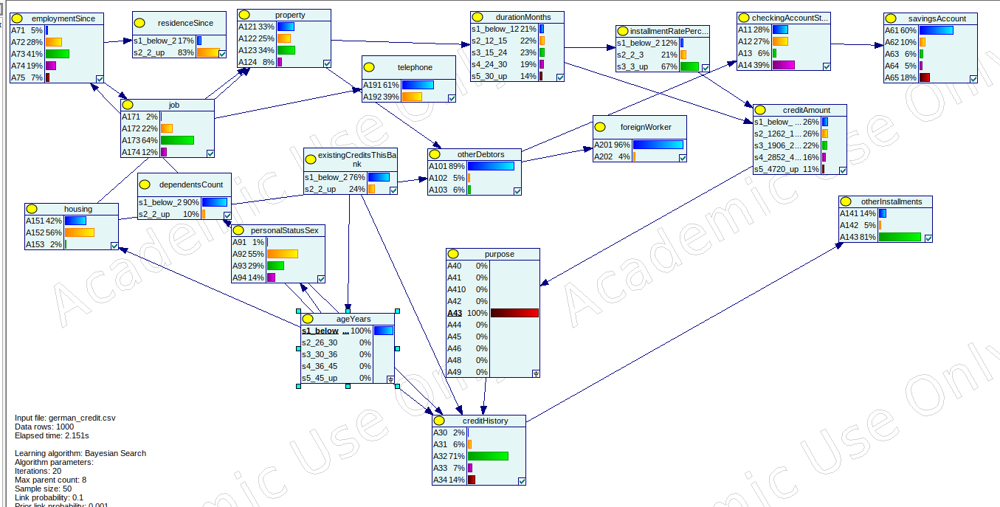 employmentSince
A71 5%
A72 28%
A73 41%
A74 19%
A75 7%
residenceSince
s1_below_2 17%
s2_2_up 83%
property
A121 33%
A122 25%
A123 34%
A124 8%
telephone
A191 61%
A192 39%
durationMonths
s1_below_12 21%
s2_12_15 22%
s3_15_24 23%
s4_24_30 19%
s5_30_up 14%
installmentRatePerc...
s1_below_2 12%
s2_2_3 21%
s3_3_up 67%
checkingAccountSt...
A11 28%
A12 27%
A13 6%
A14 39%
savingsAccount
A61 60%
A62 10%
A63 6%
A64 5%
A65 18%
job
A171 2%
A172 22%
A173 64%
A174 12%
creditAmount
s1_below_ ... 26%
s2_1262_1... 26%
s3_1906_2... 22%
s4_2852_4... 16%
s5_4720_up 11%
foreignWorker
A201 96%
A202 4%
existingCreditsThisBa
nk
s1_below_2 76%
s2_2_up 24%
otherDebtors
A101 89%
A102 5%
A103 6%
dependentsCount
s1_below_2 90%
s2_2_up 10%
housing
A151 42%
A152 56%
A153 2%
otherInstallments
A141 14%
A142 5%
A143 81%
personalStatusSex
A91 1%
A92 55%
A93 29%
A94 14%
purpose
A40 0%
A41 0%
A410 0%
A42 0%
A43 100%
A44 0%
A45 0%
A46 0%
A48 0%
A49 0%
ageYears
s1_below_... 100%
s2_26_30 0%
s3_30_36 0%
s4_36_45 0%
s5_45_up 0%
creditHistory
A30 2%
A31 6%
A32 71%
A33 7%
A34 14%
Input file: german_credit.csv
Data rows: 1000
Elapsed time: 2.151s
Learning algorithm: Bayesian Search
Algorithm parameters:
Iterations: 20
Max parent count: 8
Sample size: 50
Link probability: 0.1
Prior link probability: 0.001
Academic Use Only
Academic Use Only